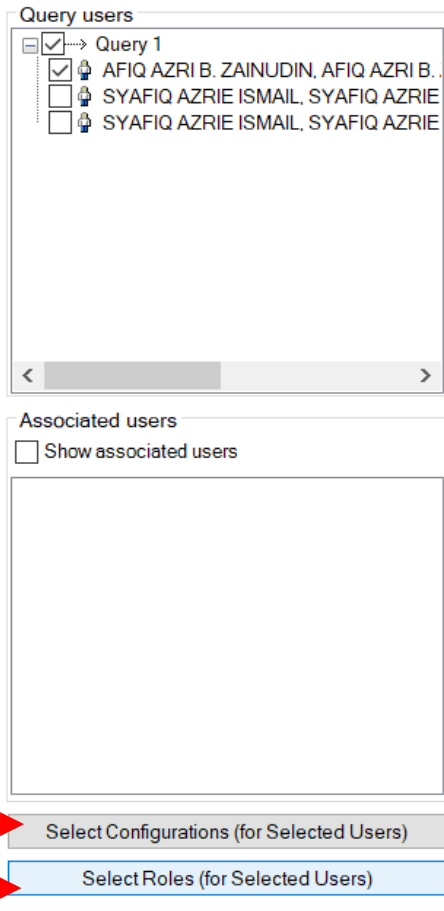 Query users
Query 1
AFIQ AZRI B. ZAINUDIN, AFIQ AZRI B.
SYAFIQ AZRIE ISMAIL, SYAFIQ AZRIE
SYAFIQ AZRIE ISMAIL, SYAFIQ AZRIE
Associated users
Show associated users
Select Configurations (for Selected Users)
Select Roles (for Selected Users)